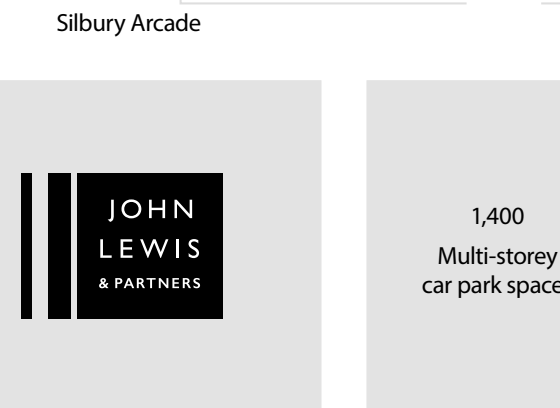 Silbury Arcade
JOHN
LEWIS
& PARTNERS
1,400
Multi-storey
car park space